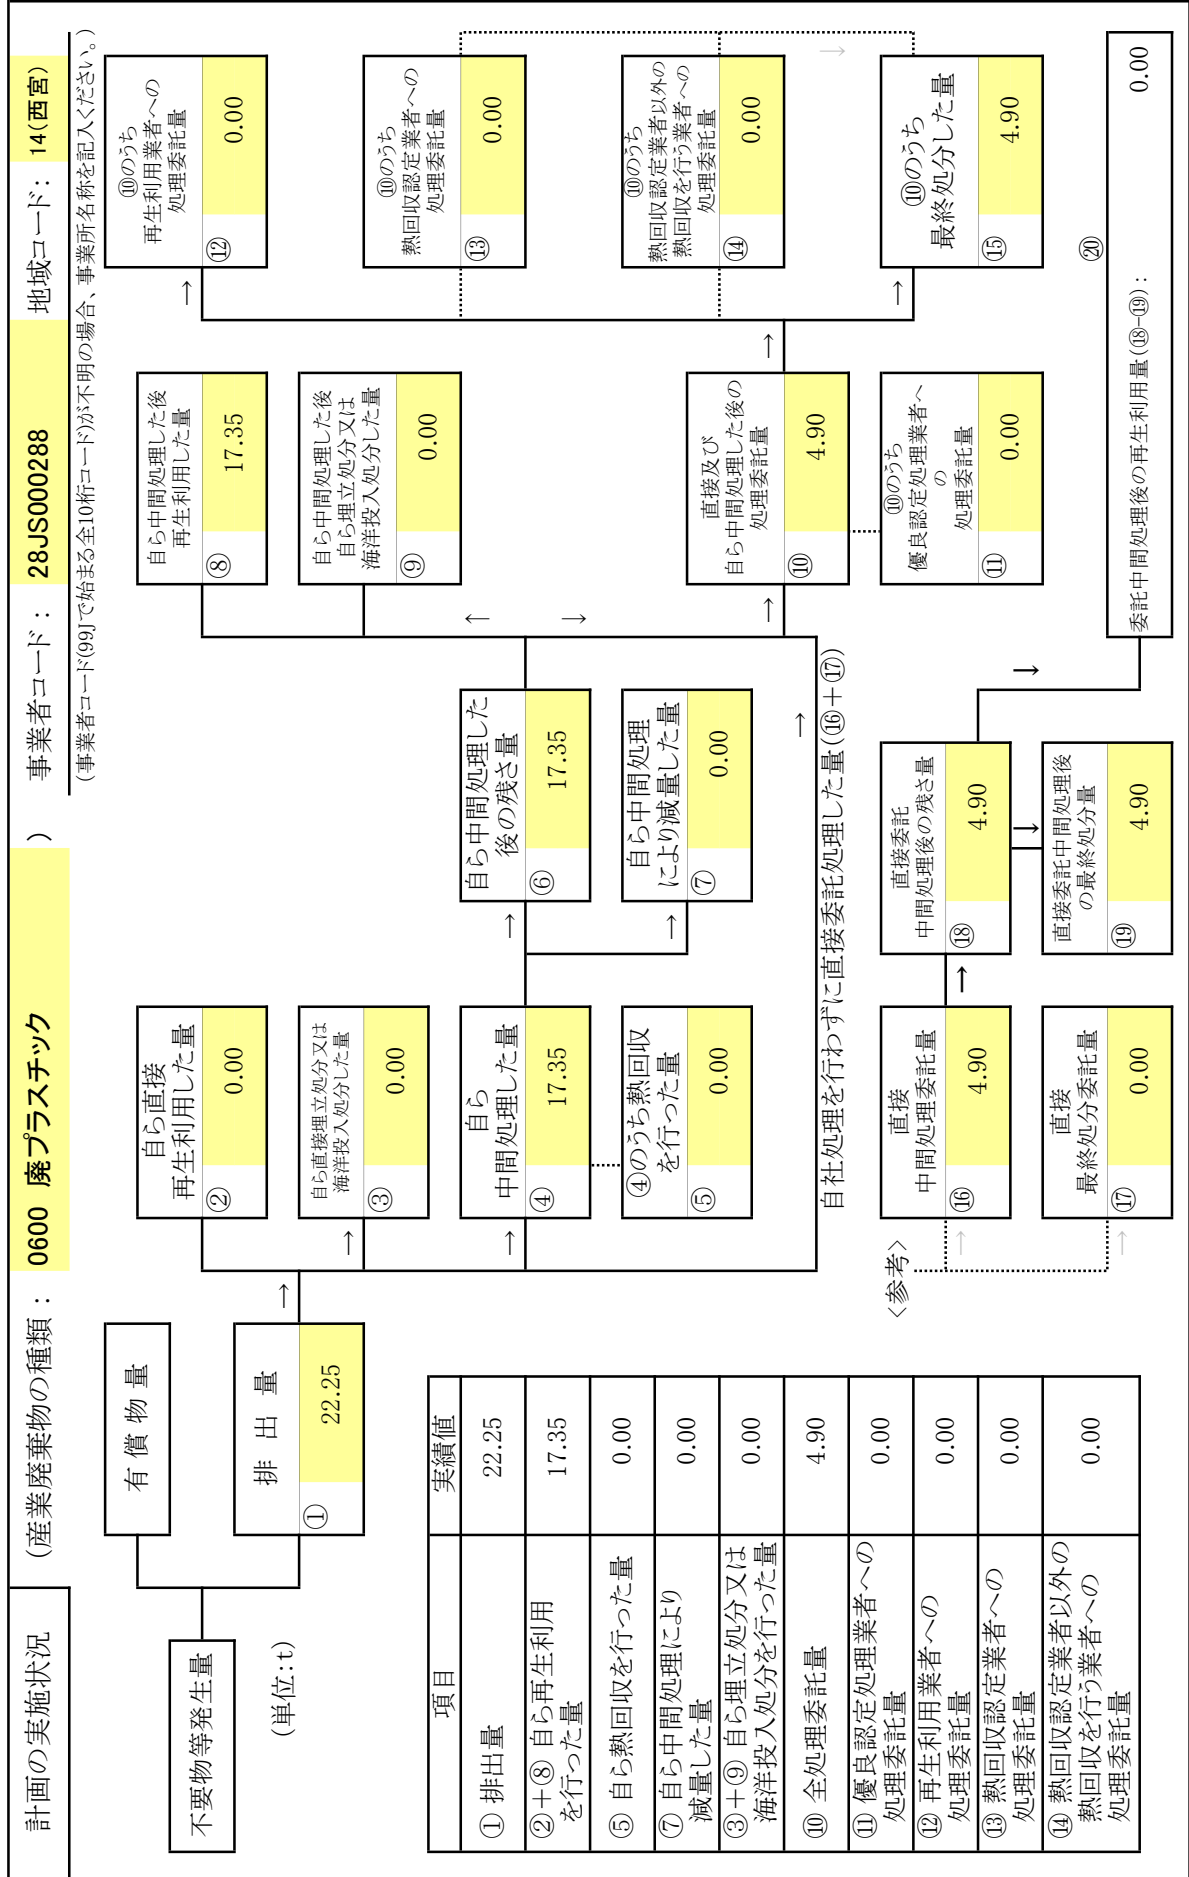 計画の実施状況
(産業廃棄物の種類: 0600 廃プラスチック )
事業者コード: 28JS000288 地域コード: 14(西宮)
(事業者コード(99Jで始まる全10桁コード)が不明の場合、事業所名称を記入ください。)
不要物等発生量
(単位:t)
有償物量
排出量
① 22.25
→
自ら直接
再生利用した量
② 0.00
→
自ら直接埋立処分又は
海洋投入処分した量
③ 0.00
→
自ら
中間処理した量
④ 17.35
④のうち熱回収
を行った量
⑤ 0.00
→
自ら中間処理した
後の残さ量
⑥ 17.35
→
自ら中間処理
により減量した量
⑦ 0.00
↑
↓
自ら中間処理した後
再生利用した量
⑧ 17.35
自ら中間処理した後
自ら埋立処分又は
海洋投入処分した量
⑨ 0.00
→
自社処理を行わずに直接委託処理した量(⑯+⑰)
→
直接及び
自ら中間処理した後の
処理委託量
⑩ 4.90
⑩のうち
優良認定処理業者へ
の
処理委託量
⑪ 0.00
→
→
⑩のうち
再生利用業者への
処理委託量
⑫ 0.00
⑩のうち
熱回収認定業者への
処理委託量
⑬ 0.00
⑩のうち
熱回収認定業者以外の
熱回収を行う業者への
処理委託量
⑭ 0.00
↓
→
⑩のうち
最終処分した量
⑮ 4.90
<参考>
→
直接
中間処理委託量
⑯ 4.90
→
直接
最終処分委託量
⑰ 0.00
→
直接委託
中間処理後の残さ量
⑱ 4.90
↓
直接委託中間処理後
の最終処分量
⑲ 4.90
↓
⑳
委託中間処理後の再生利用量(⑱-⑲): 0.00
項目 実績値
① 排出量 22.25
②+⑧ 自ら再生利用
を行った量 17.35
⑤ 自ら熱回収を行った量 0.00
⑦ 自ら中間処理により
減量した量 0.00
③+⑨ 自ら埋立処分又は
海洋投入処分を行った量 0.00
⑩ 全処理委託量 4.90
⑪ 優良認定処理業者への
処理委託量 0.00
⑫ 再生利用業者への
処理委託量 0.00
⑬ 熱回収認定業者への
処理委託量 0.00
⑭ 熱回収認定業者以外の
熱回収を行う業者への
処理委託量 0.00